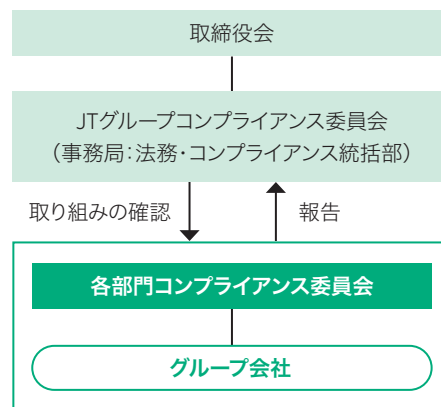 取締役会
JTグループコンプライアンス委員会
（事務局：法務・コンプライアンス統括部）
取り組みの確認
報告
各部門コンプライアンス委員会
グループ会社